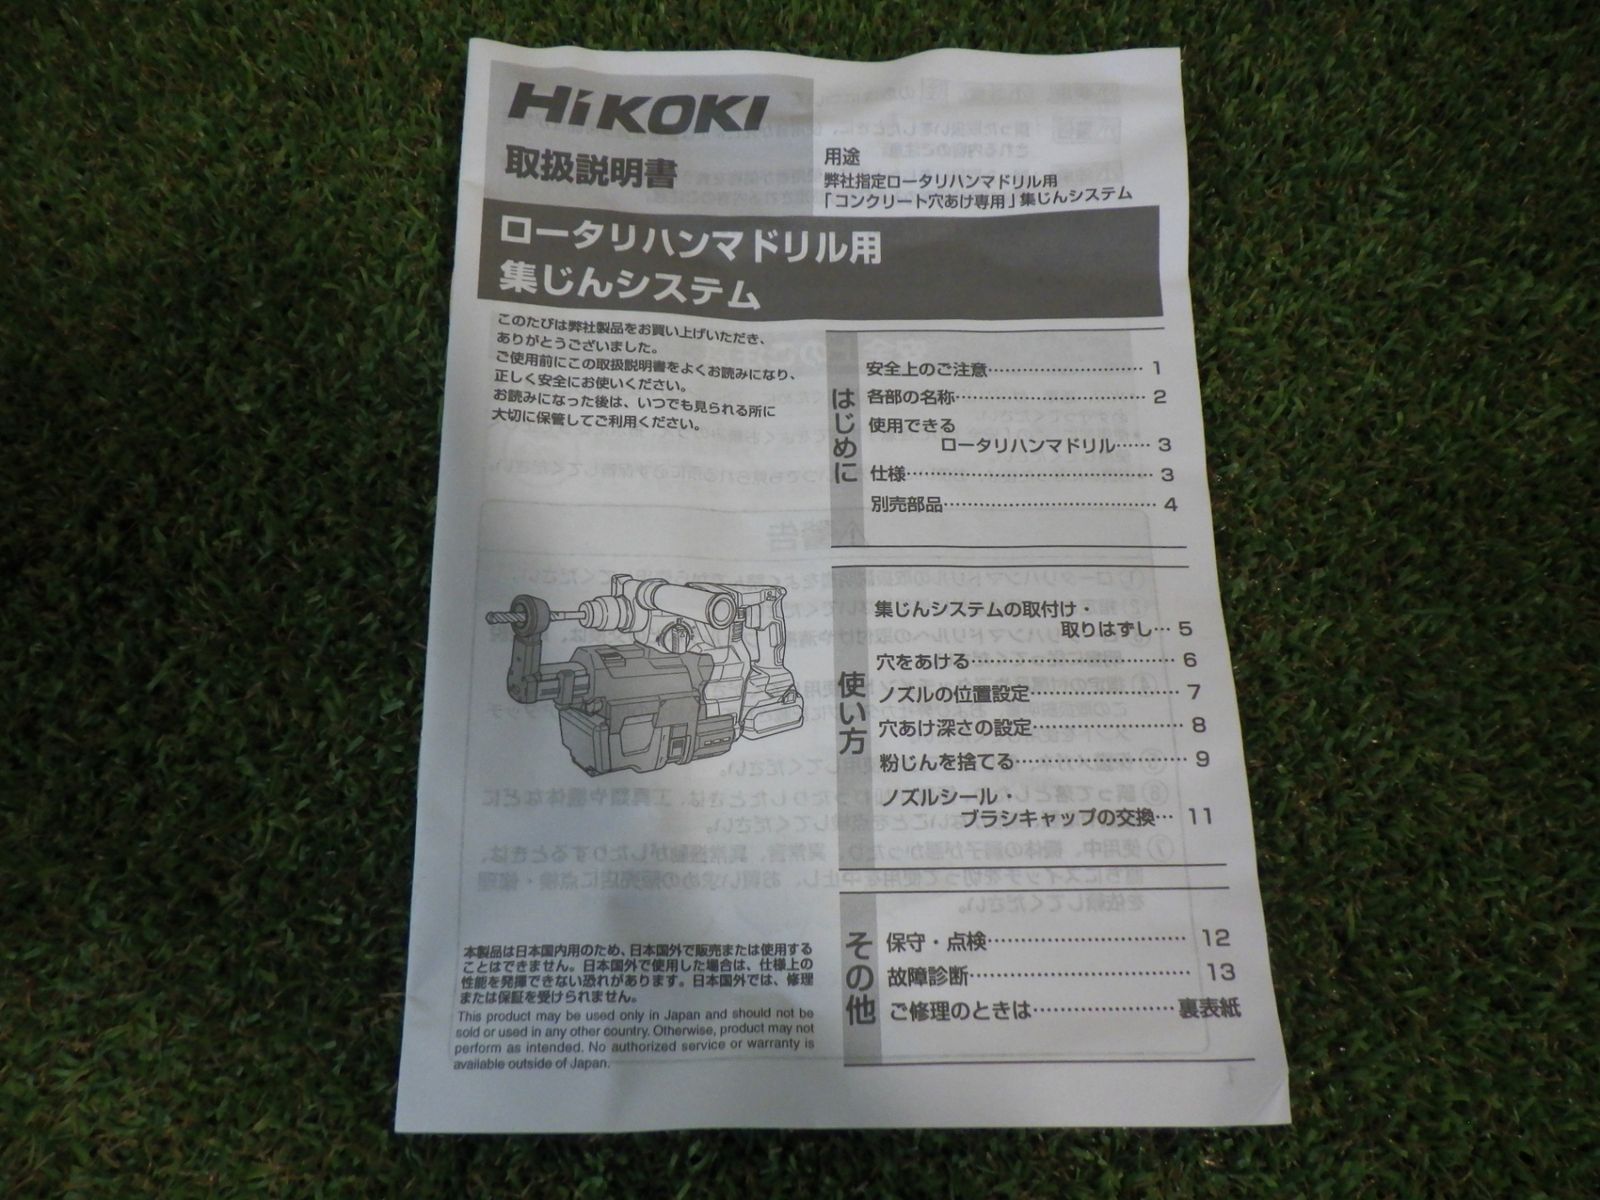 HiKOKI
取扱説明書
用途
弊社指定ロータリハンマドリル用
「コンクリート穴あけ専用」集じんシステム
ロータリハンマドリル用
集じんシステム
このたびは弊社製品をお買い上げいただき、
ありがとうございました。
ご使用前にこの取扱説明書をよくお読みになり、
正しく安全にお使いください。
お読みになった後は、いつでも見られる所に
大切に保管してご利用ください。
はじめに
安全上のご注意…………………… 1
各部の名称………………………… 2
使用できる
ロータリハンマドリル…… 3
仕様………………………………… 3
別売部品…………………………… 4
使い方
集じんシステムの取付け・
取りはずし… 5
穴をあける………………………… 6
ノズルの位置設定………………… 7
穴あけ深さの設定………………… 8
粉じんを捨てる…………………… 9
ノズルシール・
ブラシキャップの交換… 11
その他
保守・点検………………………… 12
故障診断…………………………… 13
ご修理のときは………………… 裏表紙
本製品は日本国内用のため、日本国外で販売または使用する
ことはできません。日本国外で使用した場合は、仕様上の
性能を発揮できない恐れがあります。日本国外では、修理
または保証を受けられません。
This product may be used only in Japan and should not be
sold or used in any other country. Otherwise, product may not
perform as intended. No authorized service or warranty is
available outside of Japan.